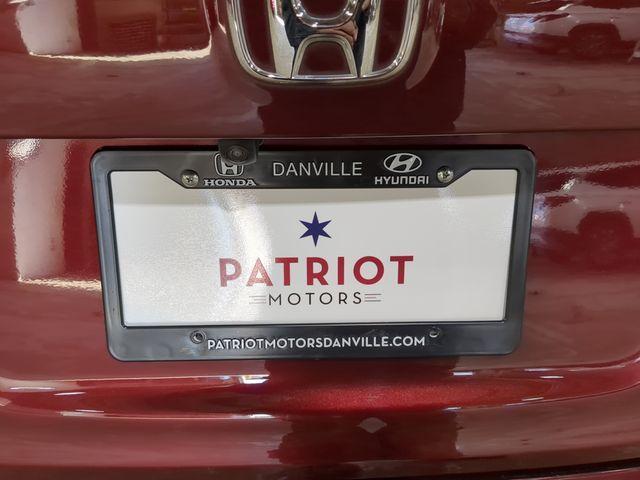 HONDA DANVILLE HYUNDAI
PATRIOT
MOTORS
PATRIOTMOTORSDANVILLE.COM